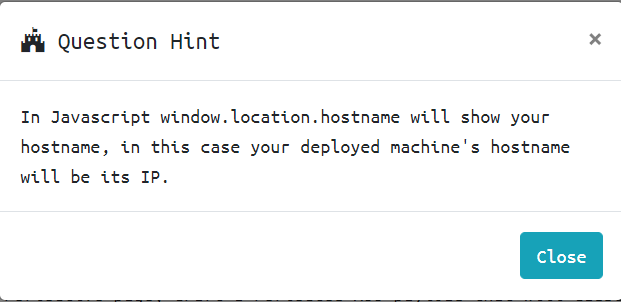 Question Hint
×
In Javascript window.location.hostname will show your
hostname, in this case your deployed machine's hostname
will be its IP.
Close